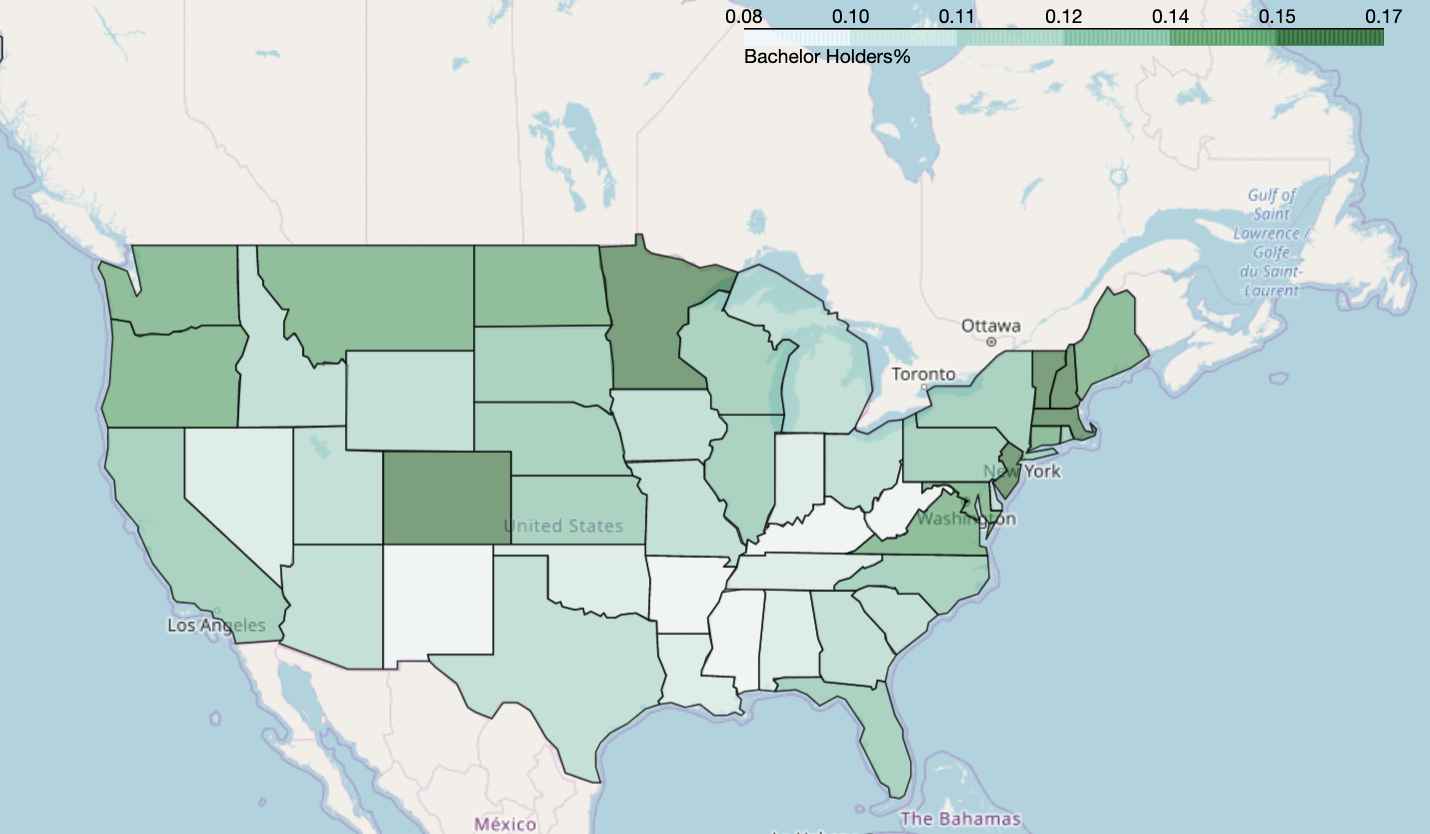 0.08 0.10 0.11 0.12 0.14 0.15 0.17
Bachelor Holders%
Gulf of
Saint
Lawrence /
Golfe
du Saint-
Laurent
Ottawa
Toronto
New York
Washington
United States
Los Angeles
México
The Bahamas